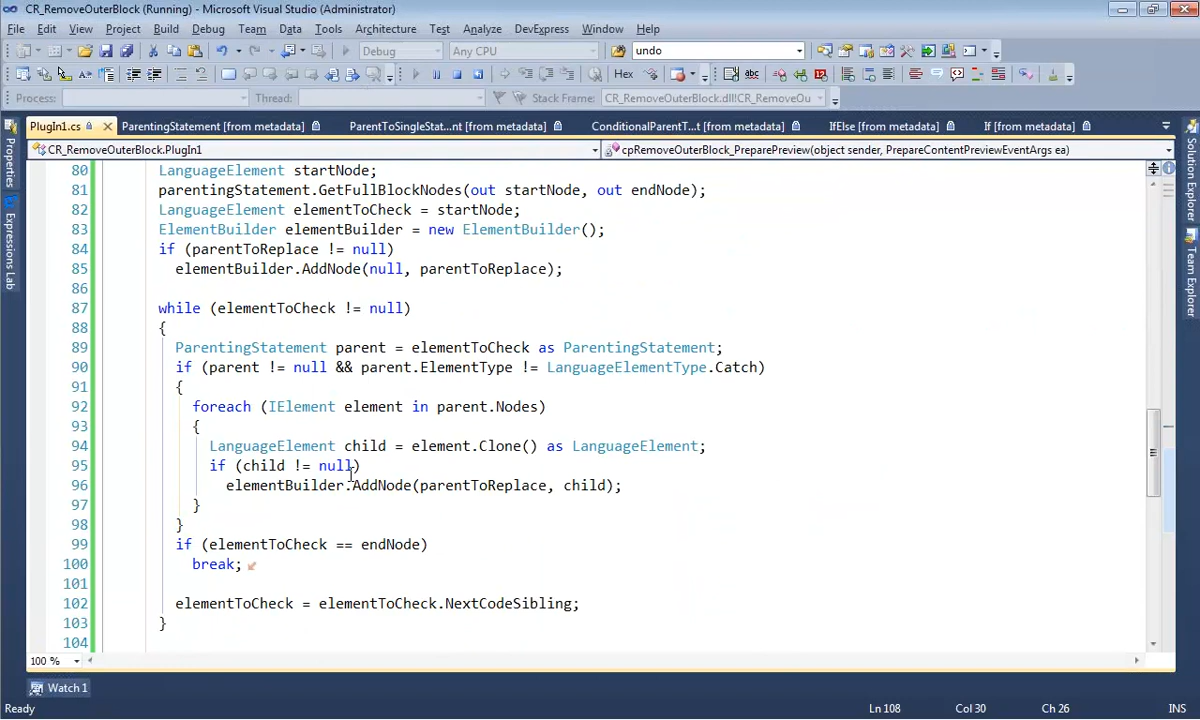 CR_RemoveOuterBlock (Running) - Microsoft Visual Studio (Administrator)
File Edit View Project Build Debug Team Data Tools Architecture Test Analyze DevExpress Window Help
Debug Any CPU undo
Hex
Process: Thread: Stack Frame: CR_RemoveOuterBlock.dll!CR_RemoveOu
PlugIn1.cs ParentingStatement [from metadata] ParentToSingleStat...nt [from metadata] ConditionalParentT... [from metadata] IfElse [from metadata] If [from metadata]
CR_RemoveOuterBlock.PlugIn1 cpRemoveOuterBlock_PreparePreview(object sender, PrepareContentPreviewEventArgs ea)
Properties
Expressions Lab
Solution Explorer
Team Explorer
80 LanguageElement startNode;
81 parentingStatement.GetFullBlockNodes(out startNode, out endNode);
82 LanguageElement elementToCheck = startNode;
83 ElementBuilder elementBuilder = new ElementBuilder();
84 if (parentToReplace != null)
85 elementBuilder.AddNode(null, parentToReplace);
86
87 while (elementToCheck != null)
88 {
89 ParentingStatement parent = elementToCheck as ParentingStatement;
90 if (parent != null && parent.ElementType != LanguageElementType.Catch)
91 {
92 foreach (IElement element in parent.Nodes)
93 {
94 LanguageElement child = element.Clone() as LanguageElement;
95 if (child != null)
96 elementBuilder.AddNode(parentToReplace, child);
97 }
98 }
99 if (elementToCheck == endNode)
100 break;
101
102 elementToCheck = elementToCheck.NextCodeSibling;
103 }
104
100 %
Watch 1
Ready Ln 108 Col 30 Ch 26 INS